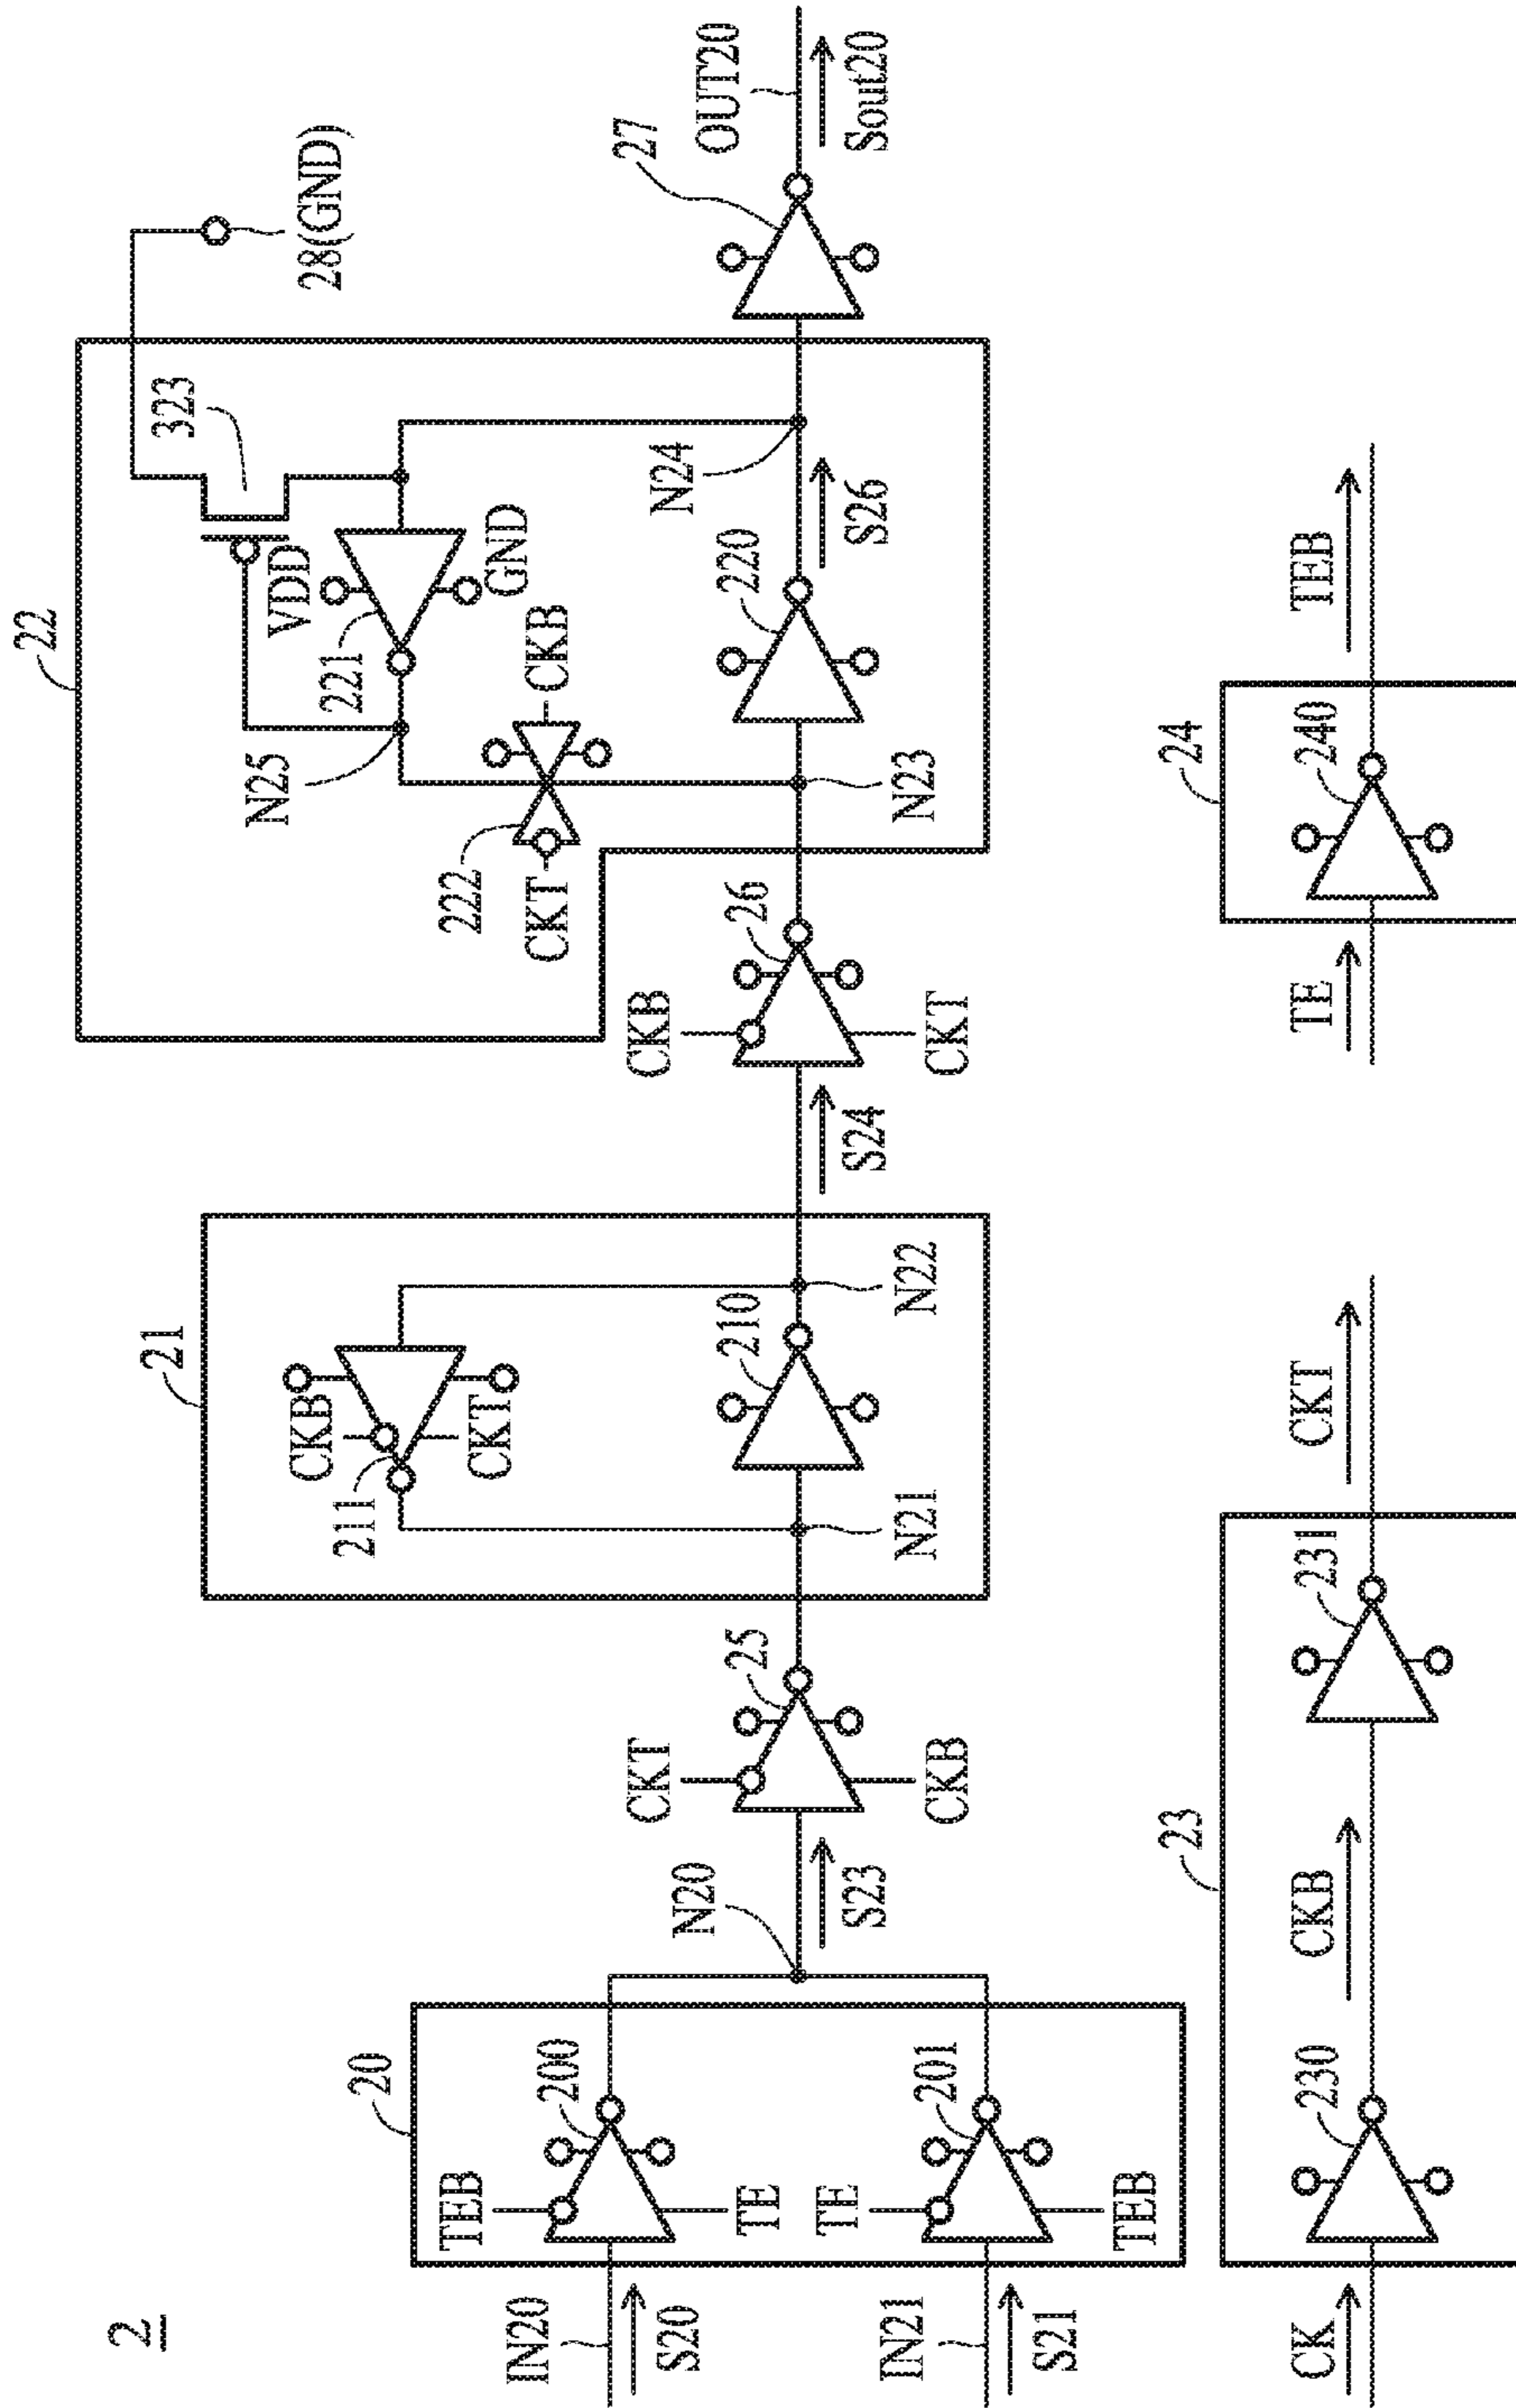 2
22
28(GND)
323
VDD
221
GND
N25
222
CKT
CKB
N24
220
S26
N23
27
OUT20
Sout20
21
CKB
211
CKT
210
N22
N21
CKB
26
CKT
S24
CKT
25
CKB
N20
S23
20
TEB
200
TE
TE
201
TEB
IN20
S20
IN21
S21
23
CK
230
CKB
231
CKT
24
TE
240
TEB